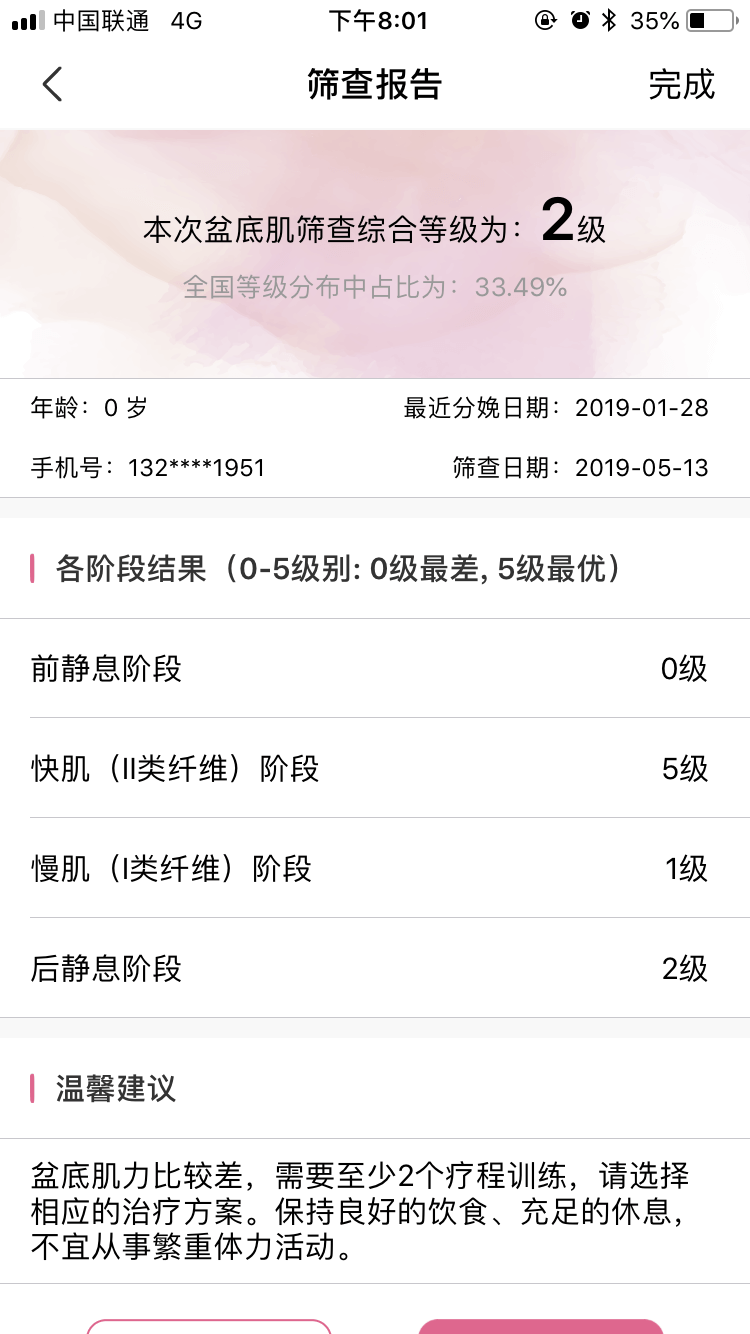 中国联通 4G 下午8:01 35%
筛查报告 完成
本次盆底肌筛查综合等级为：2级
全国等级分布中占比为：33.49%
年龄：0 岁 最近分娩日期：2019-01-28
手机号：132****1951 筛查日期：2019-05-13
各阶段结果（0-5级别: 0级最差, 5级最优）
前静息阶段 0级
快肌（II类纤维）阶段 5级
慢肌（I类纤维）阶段 1级
后静息阶段 2级
温馨建议
盆底肌力比较差，需要至少2个疗程训练，请选择
相应的治疗方案。保持良好的饮食、充足的休息，
不宜从事繁重体力活动。